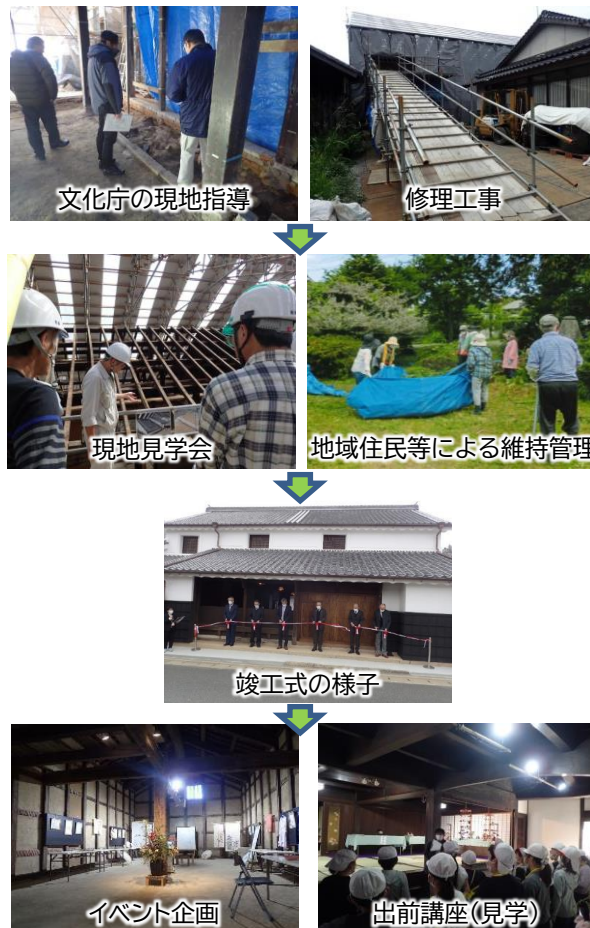 文化庁の現地指導
修理工事
現地見学会
地域住民等による維持管理
竣工式の様子
イベント企画
出前講座(見学)